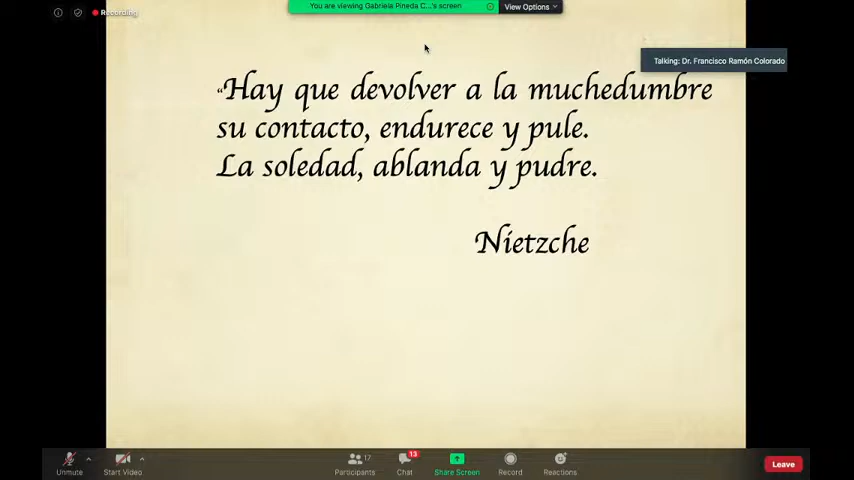 Recording
You are viewing Gabriela Pineda C...'s screen
View Options
Talking: Dr. Francisco Ramón Colorado
“Hay que devolver a la muchedumbre
su contacto, endurece y pule.
La soledad, ablanda y pudre.
Nietzche
Unmute
Start Video
17
Participants
13
Chat
Share Screen
Record
Reactions
Leave